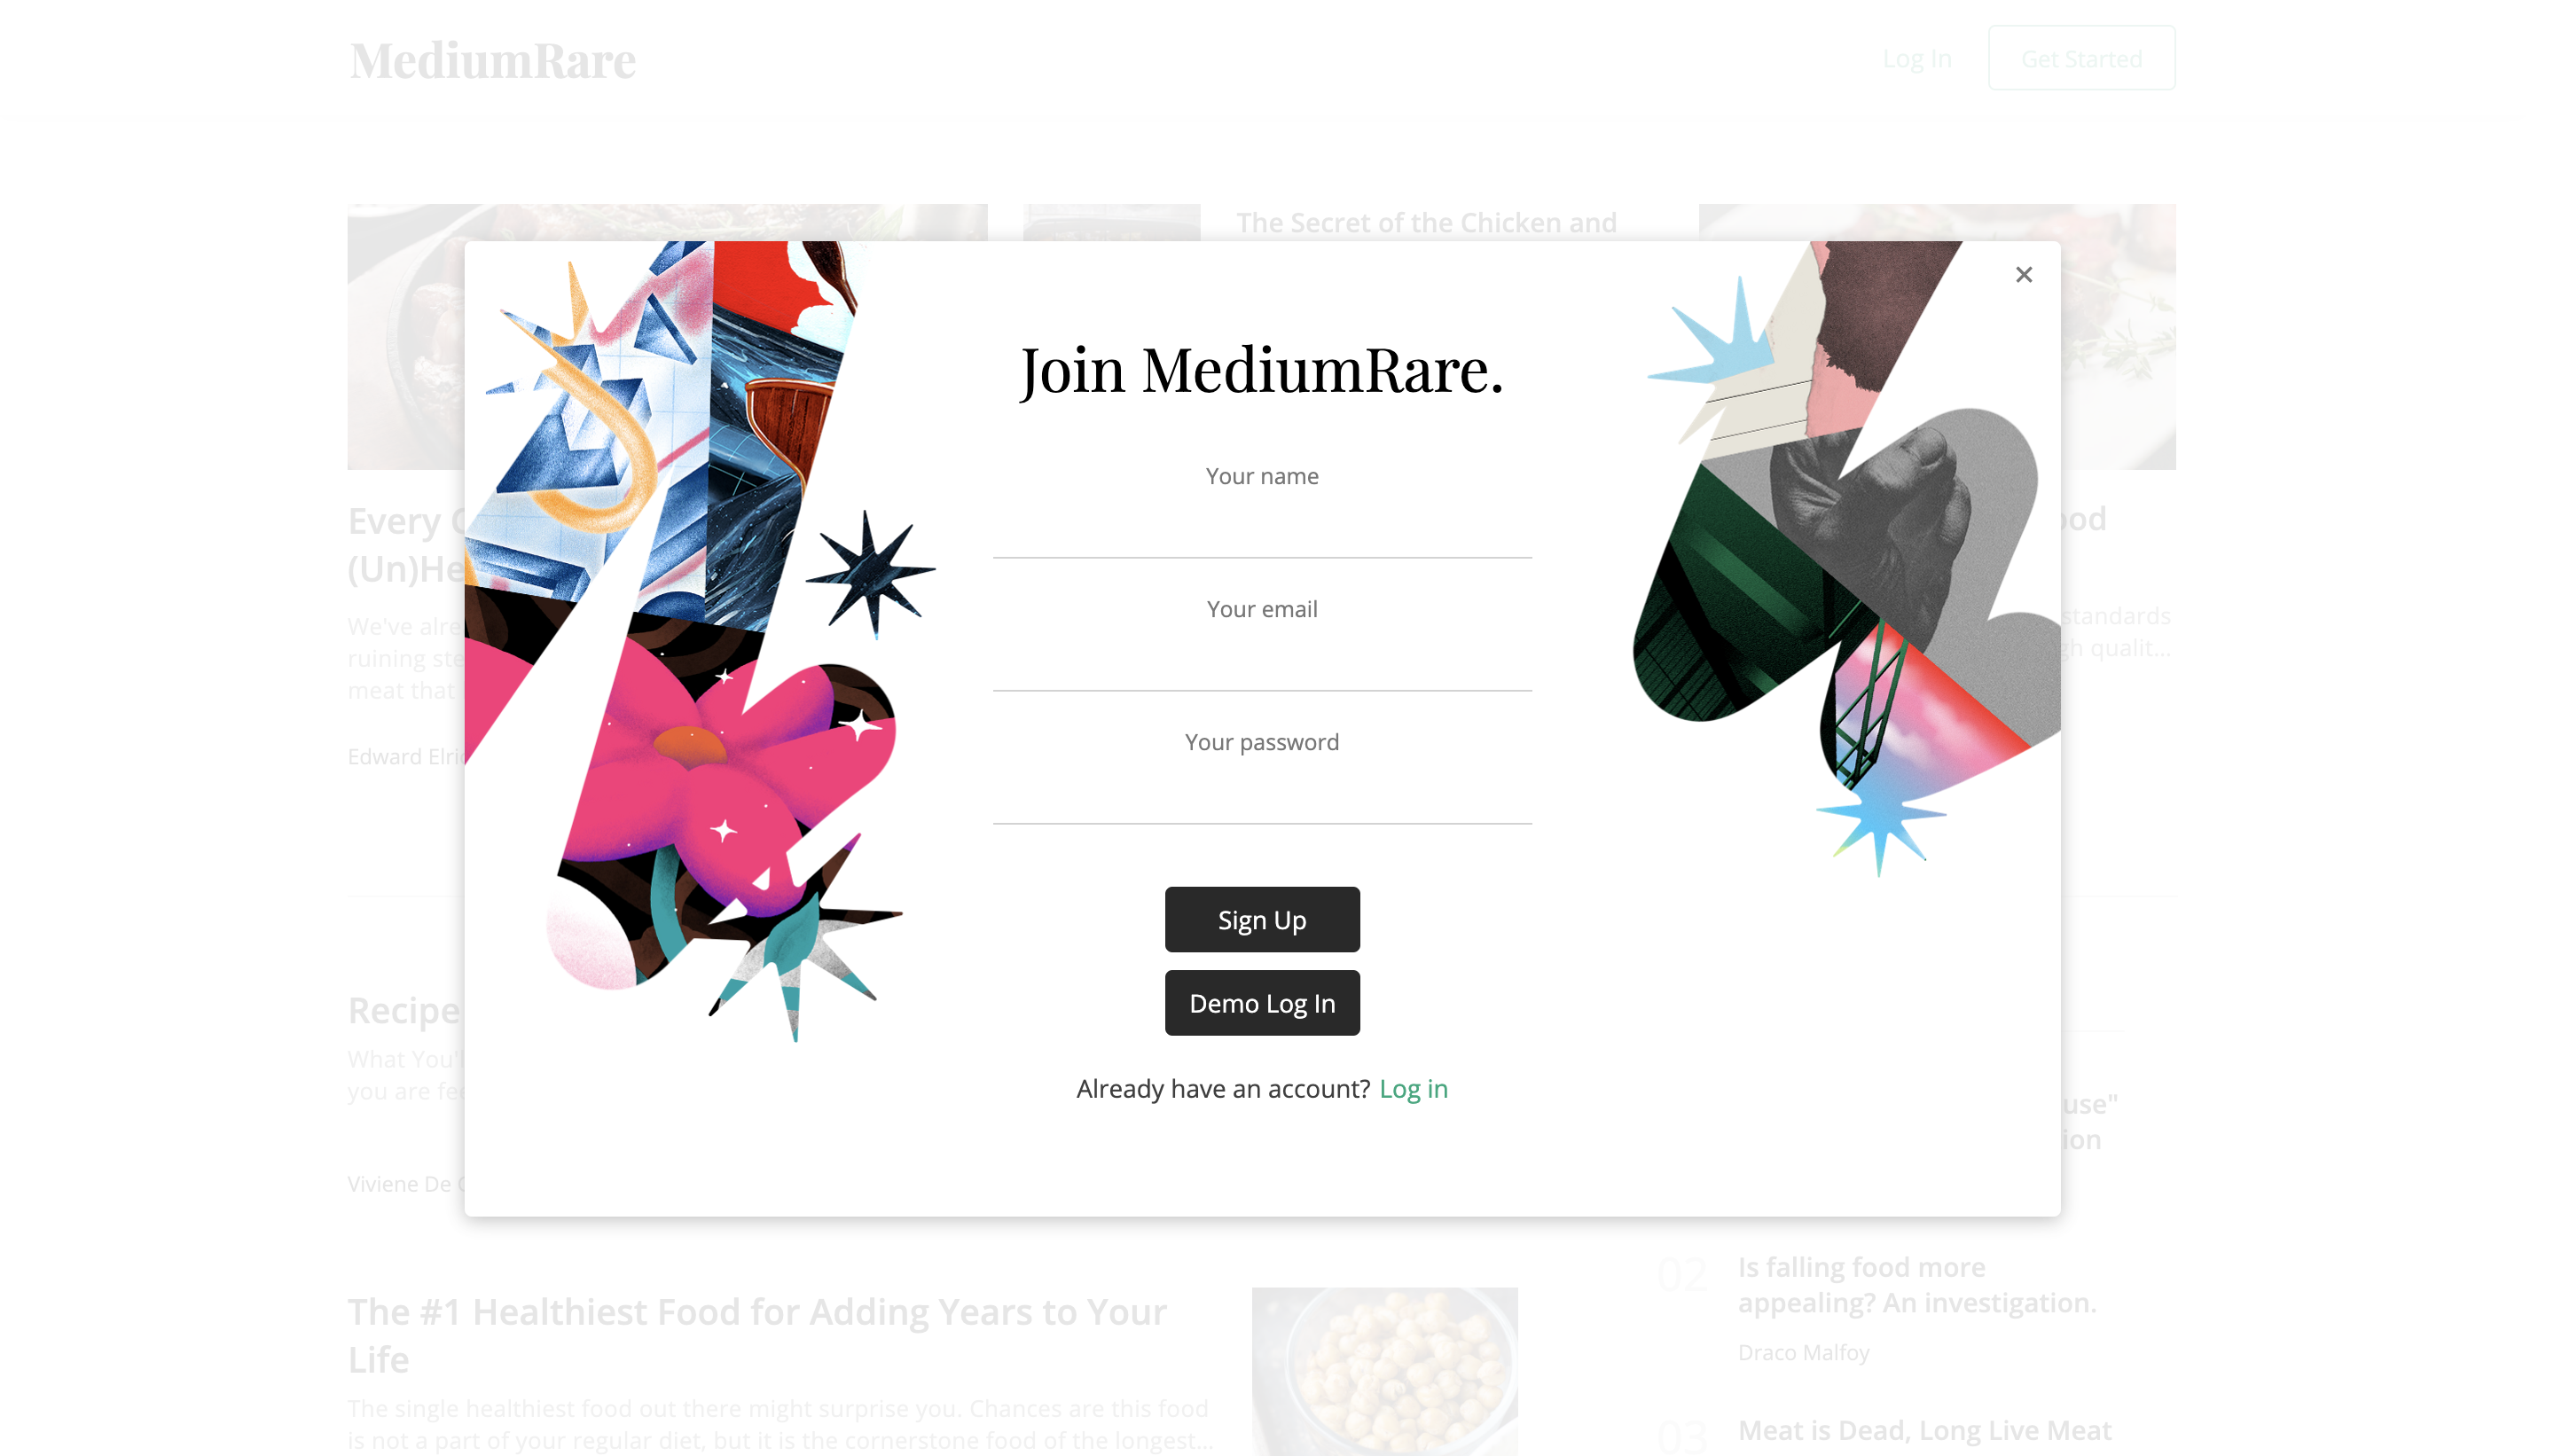 MediumRare
Log In
Get Started
The Secret of the Chicken and
Join MediumRare.
Your name
Your email
Your password
Sign Up
Demo Log In
Already have an account? Log in
Every
(Un)He
We've alre
ruining ste
meat that
Edward Elri
ood
standards
gh qualit...
Recipe
What You'l
you are fe
Viviene De
use"
ion
The #1 Healthiest Food for Adding Years to Your
Life
The single healthiest food out there might surprise you. Chances are this food
is not a part of your regular diet, but it is the cornerstone food of the longest...
02
Is falling food more
appealing? An investigation.
Draco Malfoy
03
Meat is Dead, Long Live Meat